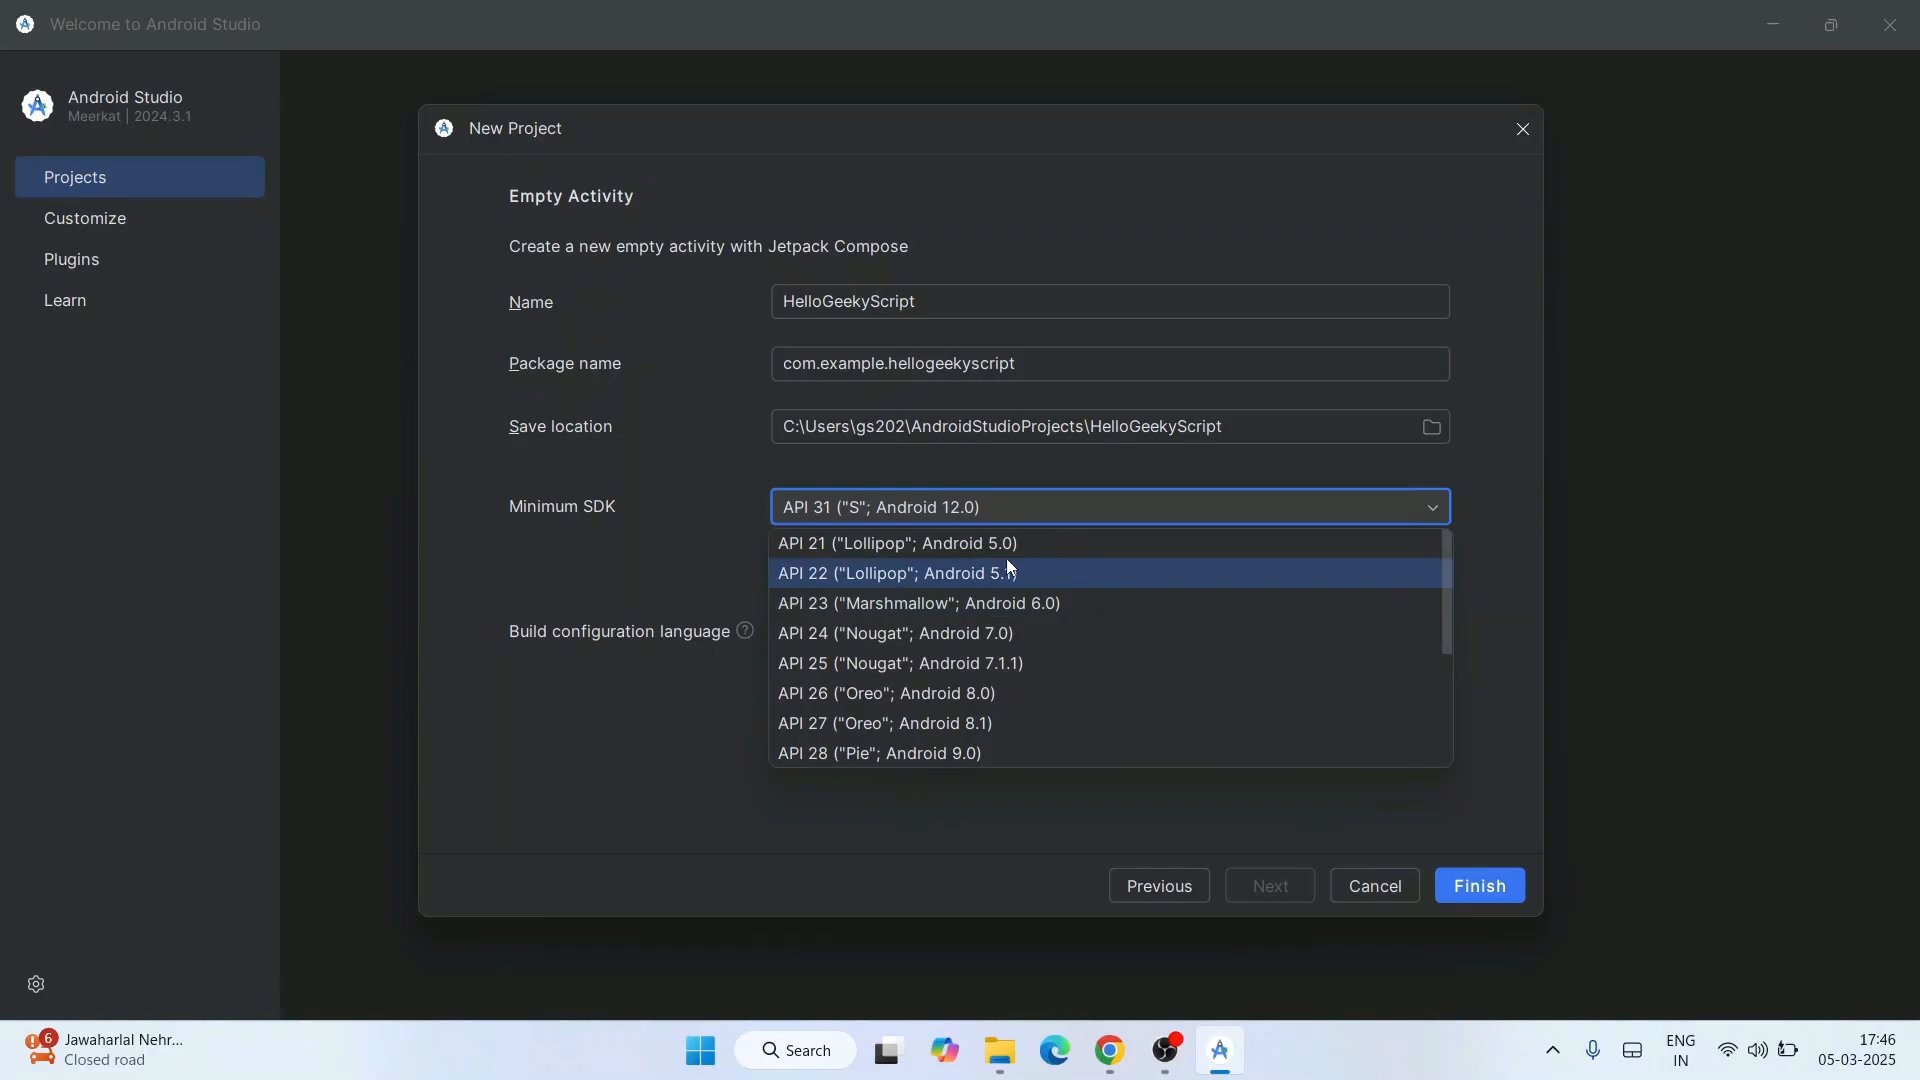 Welcome to Android Studio
Android Studio
Meerkat | 2024.3.1
Projects
Customize
Plugins
Learn
New Project
Empty Activity
Create a new empty activity with Jetpack Compose
Name
HelloGeekyScript
Package name
com.example.hellogeekyscript
Save location
C:\Users\gs202\AndroidStudioProjects\HelloGeekyScript
Minimum SDK
API 31 ("S"; Android 12.0)
API 21 ("Lollipop"; Android 5.0)
API 22 ("Lollipop"; Android 5.1)
API 23 ("Marshmallow"; Android 6.0)
API 24 ("Nougat"; Android 7.0)
API 25 ("Nougat"; Android 7.1.1)
API 26 ("Oreo"; Android 8.0)
API 27 ("Oreo"; Android 8.1)
API 28 ("Pie"; Android 9.0)
Build configuration language ?
Previous
Next
Cancel
Finish
6
Jawaharlal Nehr...
Closed road
Search
ENG
IN
17:46
05-03-2025